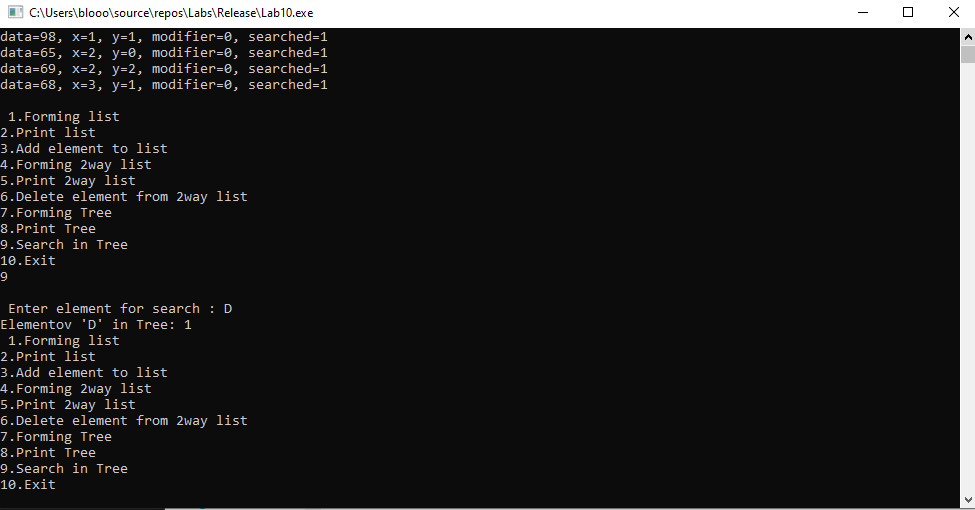 C:\Users\blooo\source\repos\Labs\Release\Lab10.exe
data=98, x=1, y=1, modifier=0, searched=1
data=65, x=2, y=0, modifier=0, searched=1
data=69, x=2, y=2, modifier=0, searched=1
data=68, x=3, y=1, modifier=0, searched=1
1.Forming list
2.Print list
3.Add element to list
4.Forming 2way list
5.Print 2way list
6.Delete element from 2way list
7.Forming Tree
8.Print Tree
9.Search in Tree
10.Exit
9
Enter element for search : D
Elementov 'D' in Tree: 1
1.Forming list
2.Print list
3.Add element to list
4.Forming 2way list
5.Print 2way list
6.Delete element from 2way list
7.Forming Tree
8.Print Tree
9.Search in Tree
10.Exit